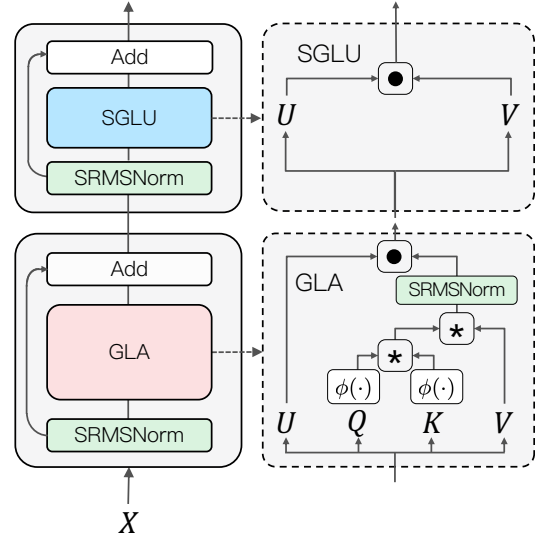 Add
SGLU
SRMSNorm
Add
GLA
SRMSNorm
X
SGLU
U
V
GLA
SRMSNorm
*
*
ϕ(·) ϕ(·)
U Q K V